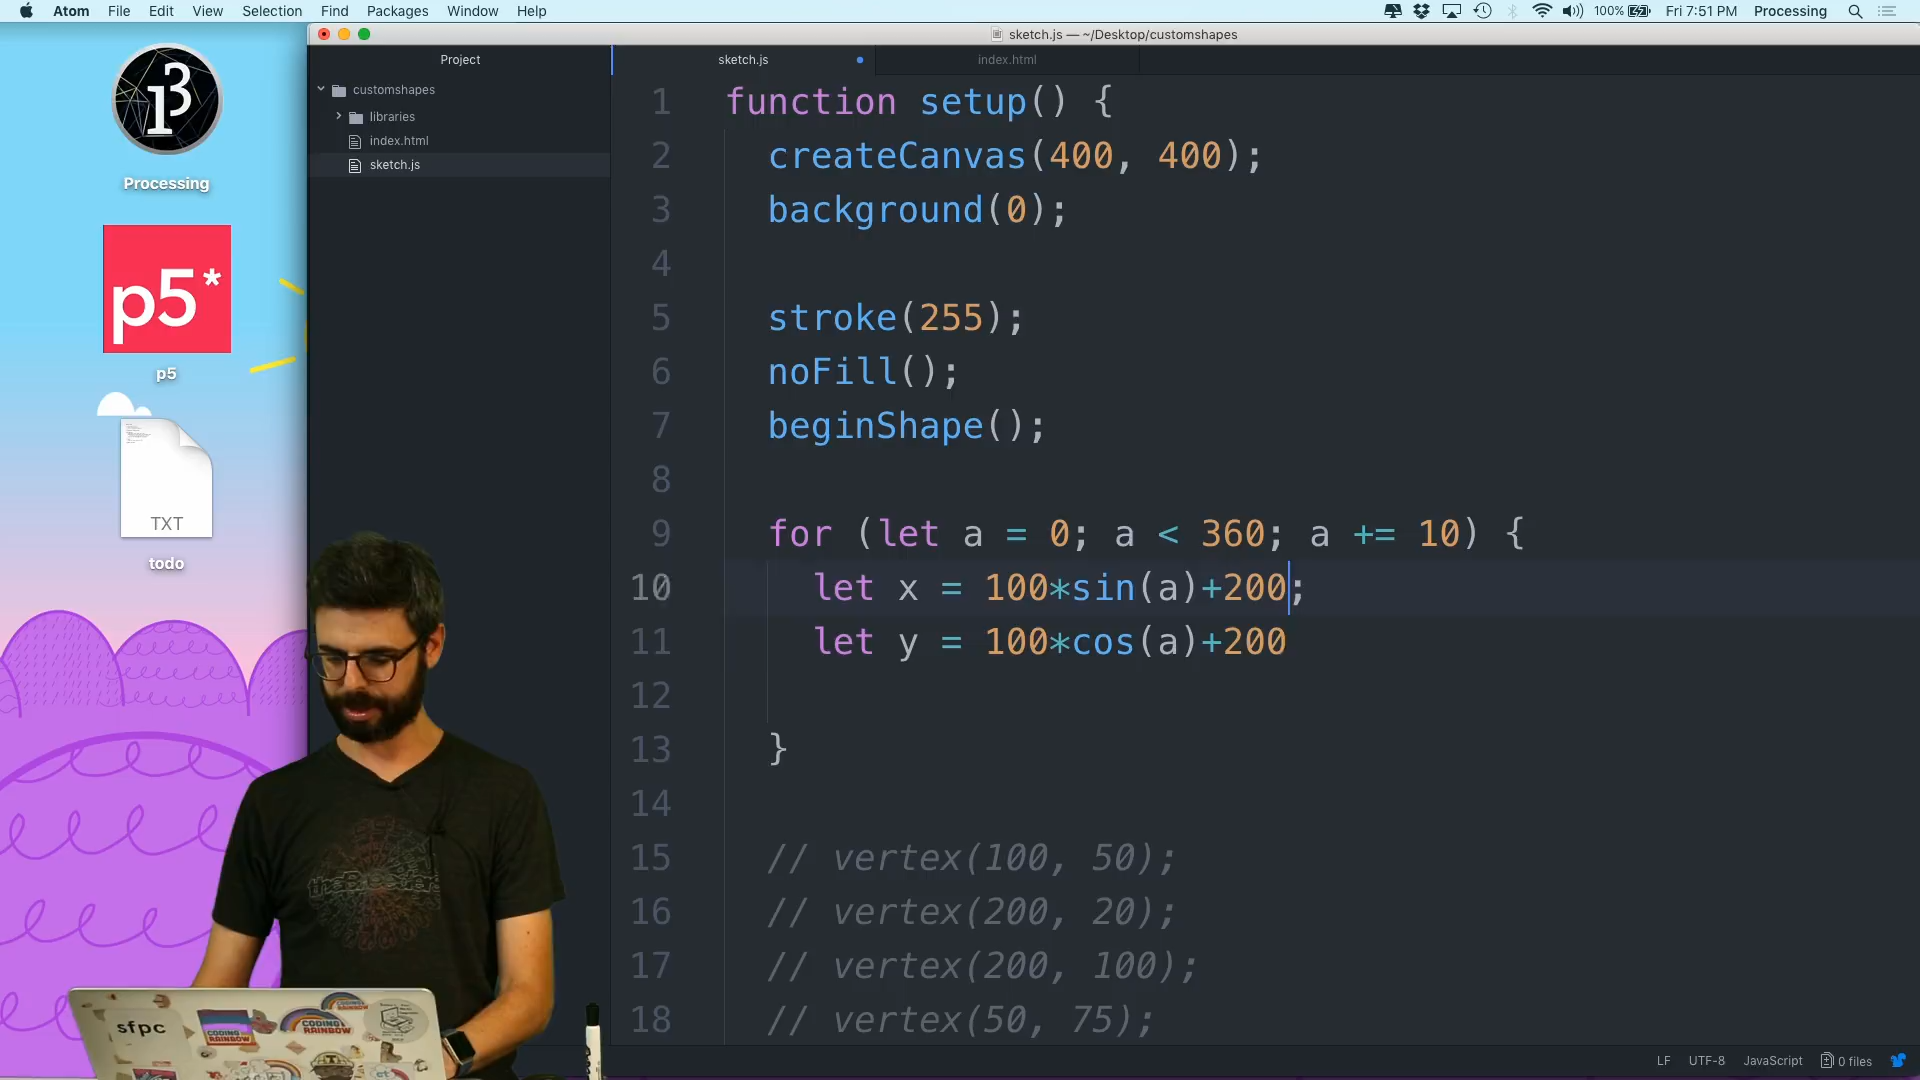 Atom File Edit View Selection Find Packages Window Help
100% Fri 7:51 PM Processing
sketch.js — ~/Desktop/customshapes
Project
sketch.js
index.html
customshapes
libraries
index.html
sketch.js
Processing
p5*
p5
TXT
todo
1 function setup() {
2 createCanvas(400, 400);
3 background(0);
4
5 stroke(255);
6 noFill();
7 beginShape();
8
9 for (let a = 0; a < 360; a += 10) {
10 let x = 100*sin(a)+200;
11 let y = 100*cos(a)+200
12
13 }
14
15 // vertex(100, 50);
16 // vertex(200, 20);
17 // vertex(200, 100);
18 // vertex(50, 75);
sfpc
CODING RAINBOW
CODING RAINBOW
LF UTF-8 JavaScript 0 files